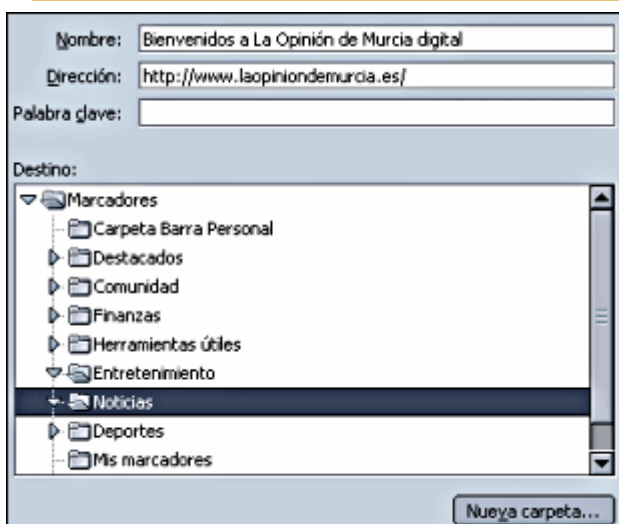 Nombre: Bienvenidos a La Opinión de Murcia digital
Dirección: http://www.laopiniondemurcia.es/
Palabra clave:
Destino:
Marcadores
Carpeta Barra Personal
Destacados
Comunidad
Finanzas
Herramientas útiles
Entretenimiento
Noticias
Deportes
Mis marcadores
Nueva carpeta...